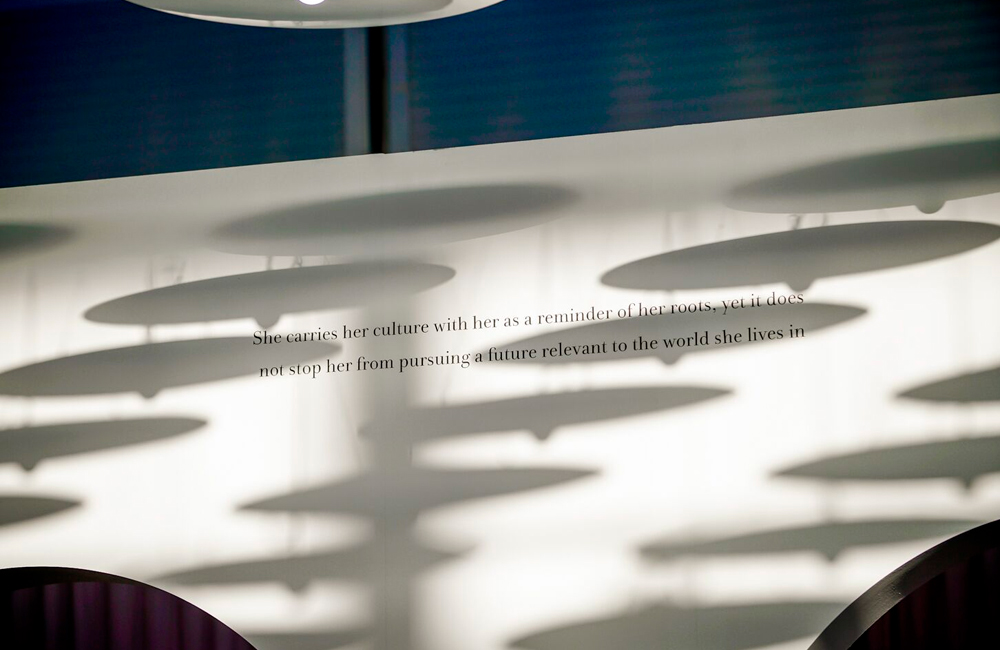 She carries her culture with her as a reminder of her roots, yet it does
not stop her from pursuing a future relevant to the world she lives in